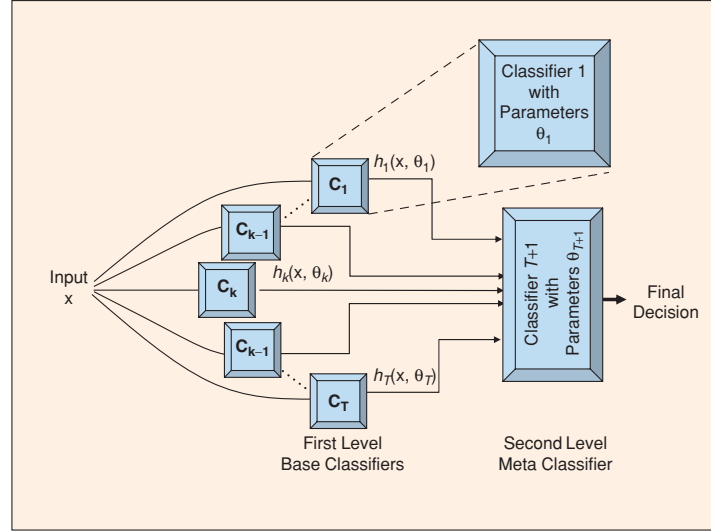 Classifier 1
with
Parameters
θ1
h1(x, θ1)
C1
Ck–1
hk(x, θk)
Input
x
Ck
Ck–1
hT(x, θT)
CT
Classifier T+1
with
Parameters θT+1
Final
Decision
First Level
Base Classifiers
Second Level
Meta Classifier